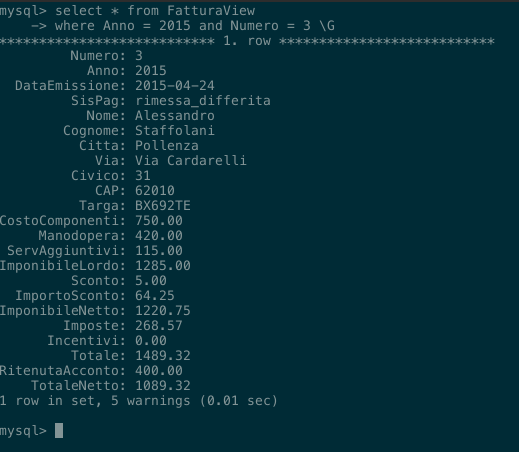 mysql> select * from FatturaView
-> where Anno = 2015 and Numero = 3 \G
*************************** 1. row ***************************
Numero: 3
Anno: 2015
DataEmissione: 2015-04-24
SisPag: rimessa_differita
Nome: Alessandro
Cognome: Staffolani
Citta: Pollenza
Via: Via Cardarelli
Civico: 31
CAP: 62010
Targa: BX692TE
CostoComponenti: 750.00
Manodopera: 420.00
ServAggiuntivi: 115.00
ImponibileLordo: 1285.00
Sconto: 5.00
ImportoSconto: 64.25
ImponibileNetto: 1220.75
Imposte: 268.57
Incentivi: 0.00
Totale: 1489.32
RitenutaAcconto: 400.00
TotaleNetto: 1089.32
1 row in set, 5 warnings (0.01 sec)
mysql>